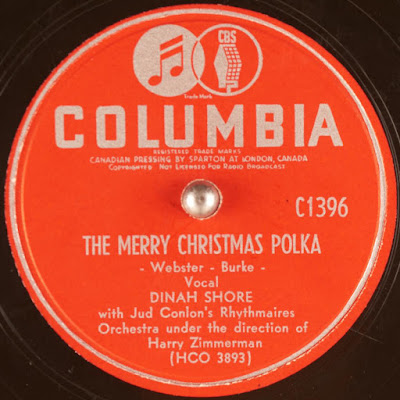 CBS
Trade Mark
COLUMBIA
REGISTERED TRADE MARKS
CANADIAN PRESSING BY SPARTON AT LONDON, CANADA
COPYRIGHTED NOT LICENSED FOR RADIO BROADCAST
C1396
THE MERRY CHRISTMAS POLKA
- Webster - Burke -
Vocal
DINAH SHORE
with Jud Conlon's Rhythmaires
Orchestra under the direction of
Harry Zimmerman
(HCO 3893)